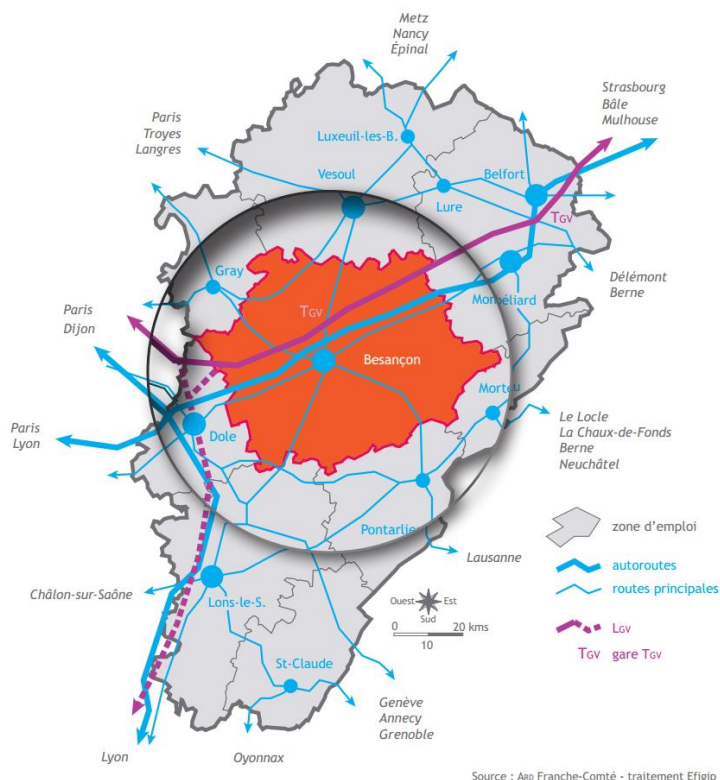 Metz
Nancy
Épinal
Strasbourg
Bâle
Mulhouse
Paris
Troyes
Langres
Luxeuil-les-B.
Vesoul
Belfort
Lure
TGV
Délémont
Berne
Gray
Montbéliard
Paris
Dijon
TGV
Besançon
Morteau
Paris
Lyon
Dole
Le Locle
La Chaux-de-Fonds
Berne
Neuchâtel
Pontarlier
Lausanne
zone d'emploi
autoroutes
routes principales
LGV
TGV gare TGV
Châlon-sur-Saône
Lons-le-S.
Ouest Est
Sud
0 20 kms
10
St-Claude
Genève
Annecy
Grenoble
Lyon
Oyonnax
Source : ARD Franche-Comté - traitement Efigip